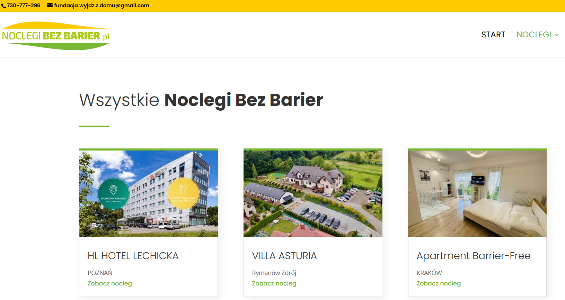 730-777-296 fundacja.wyjdz.z.domu@gmail.com
NOCLEGI BEZ BARIER.pl
START NOCLEGI
Wszystkie Noclegi Bez Barier
HL HOTEL LECHICKA
POZNAŃ
Zobacz nocleg
VILLA ASTURIA
Rymanów Zdrój
Zobacz nocleg
Apartment Barrier-Free
KRAKÓW
Zobacz nocleg